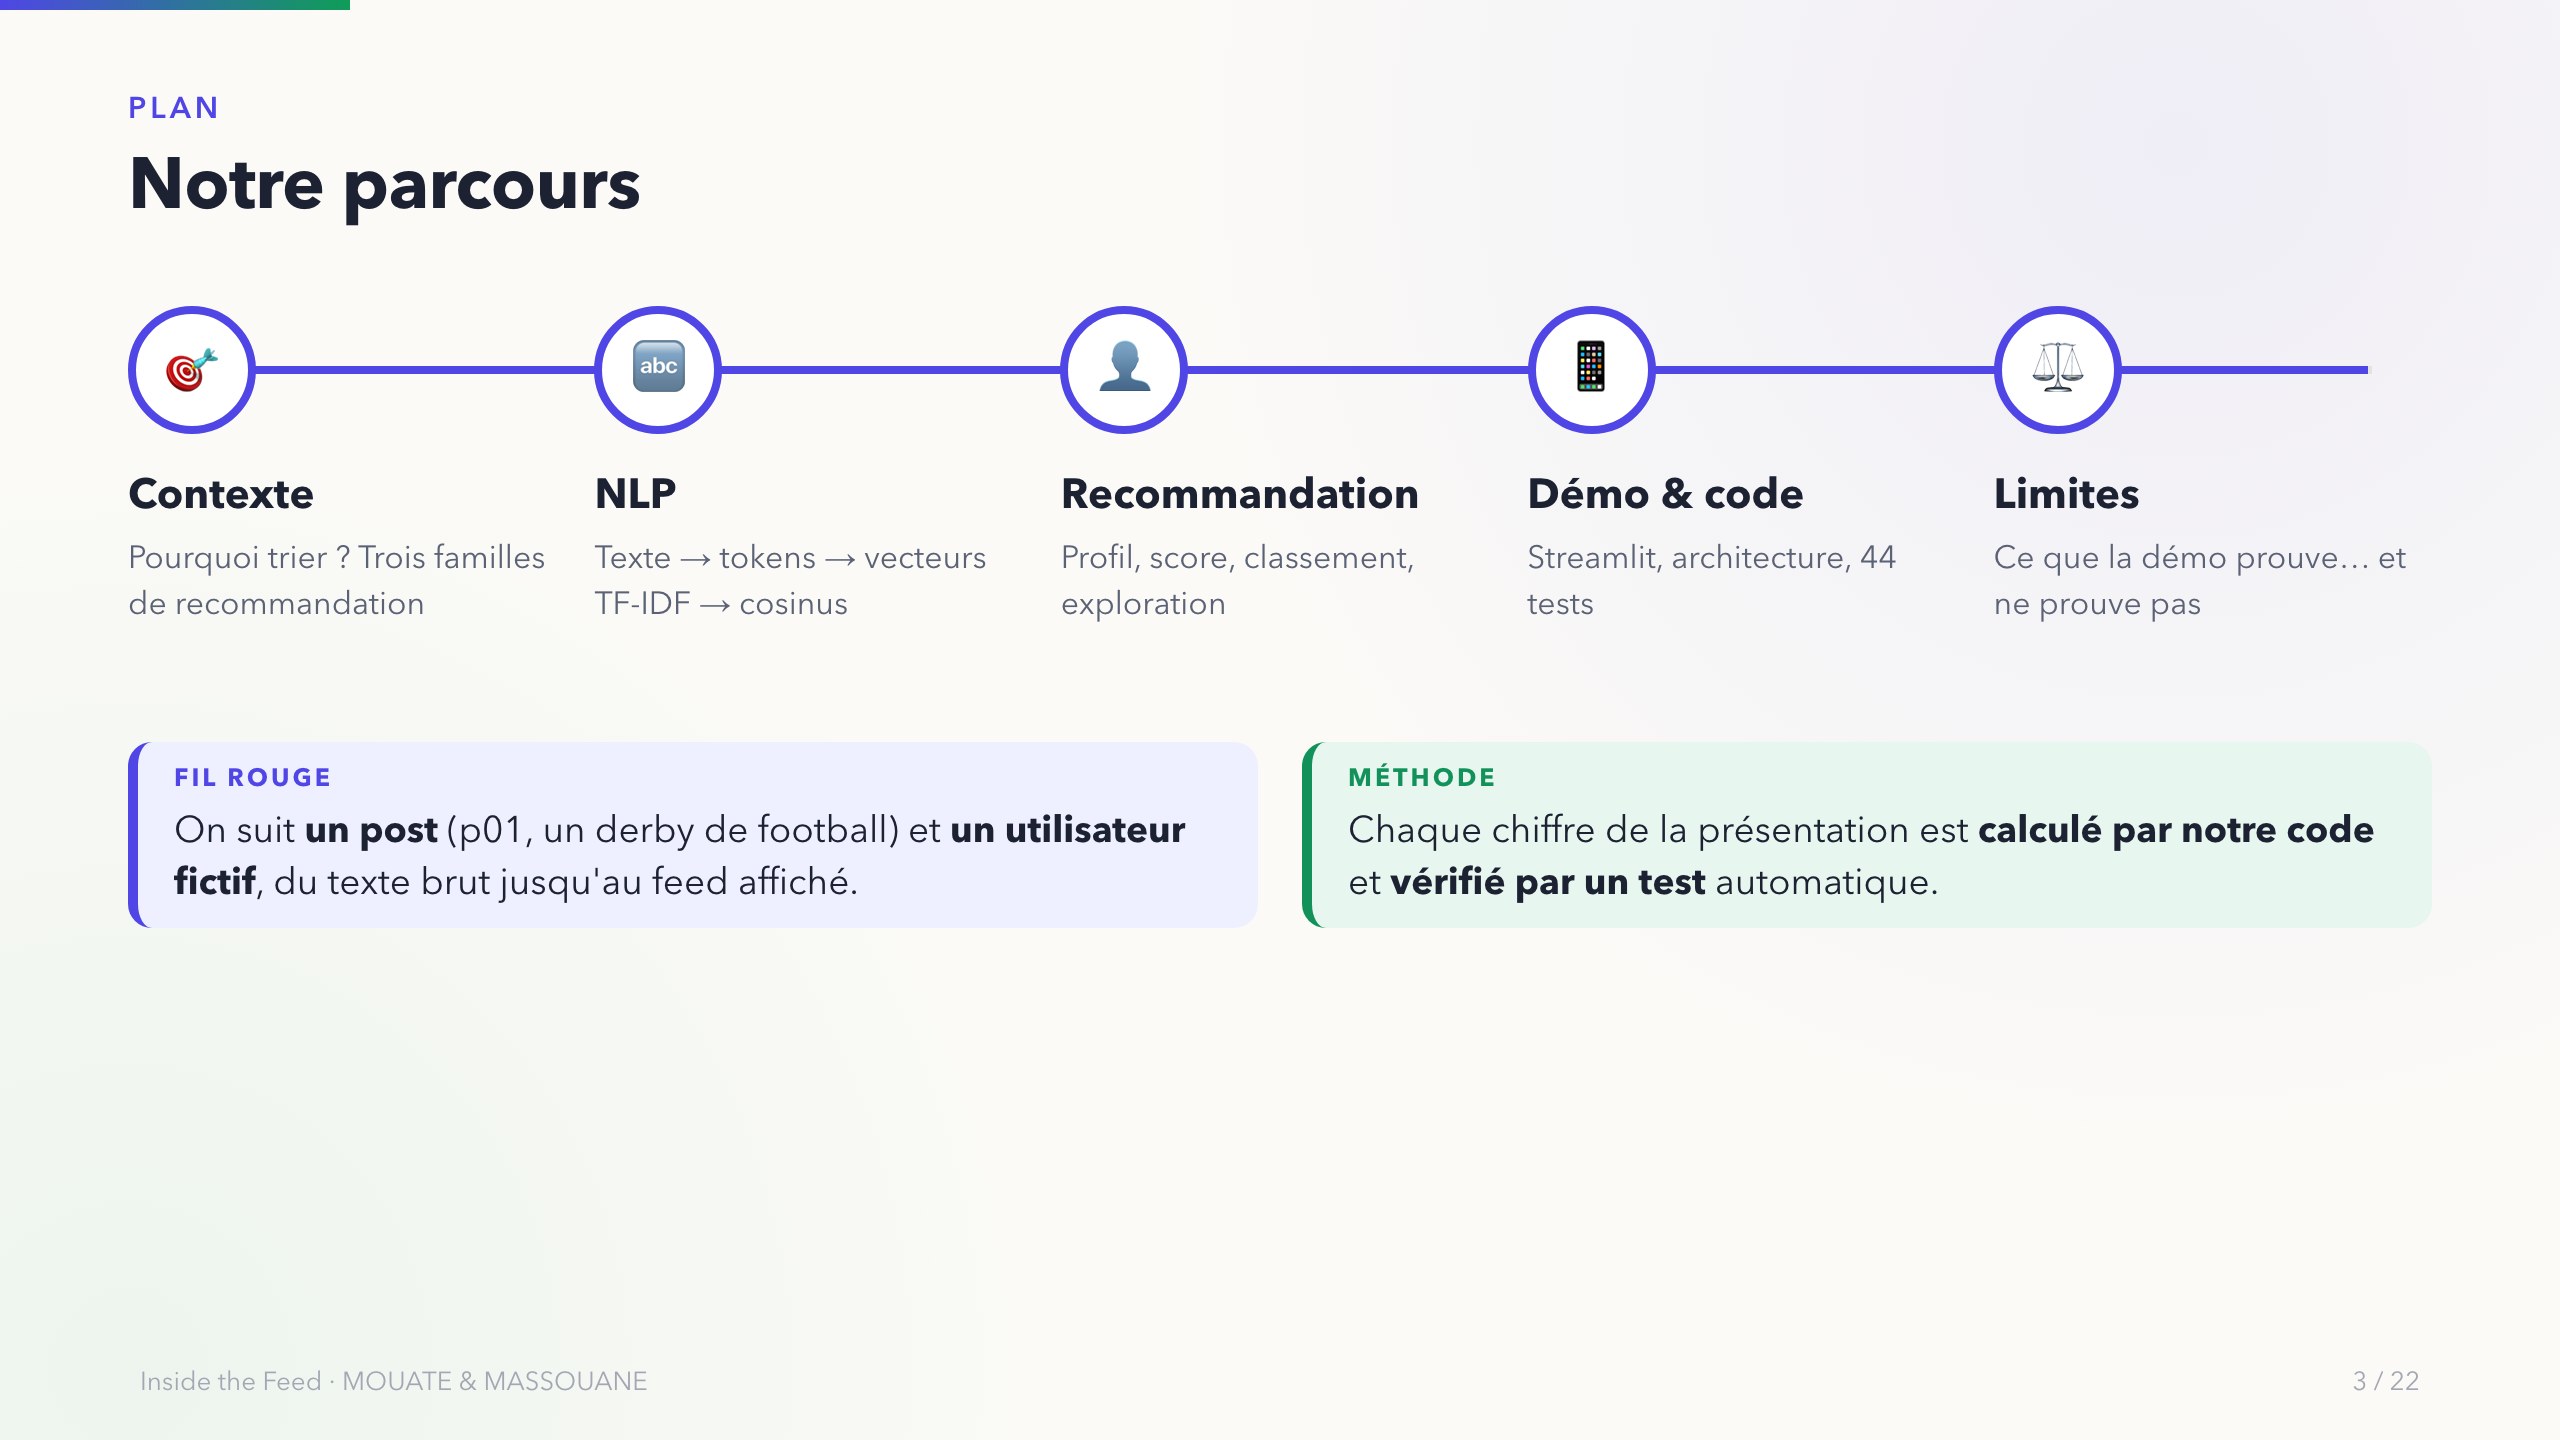 PLAN
Notre parcours
abc
Contexte
Pourquoi trier ? Trois familles
de recommandation
NLP
Texte → tokens → vecteurs
TF-IDF → cosinus
Recommandation
Profil, score, classement,
exploration
Démo & code
Streamlit, architecture, 44
tests
Limites
Ce que la démo prouve… et
ne prouve pas
FIL ROUGE
On suit un post (p01, un derby de football) et un utilisateur
fictif, du texte brut jusqu'au feed affiché.
MÉTHODE
Chaque chiffre de la présentation est calculé par notre code
et vérifié par un test automatique.
Inside the Feed · MOUATE & MASSOUANE
3 / 22